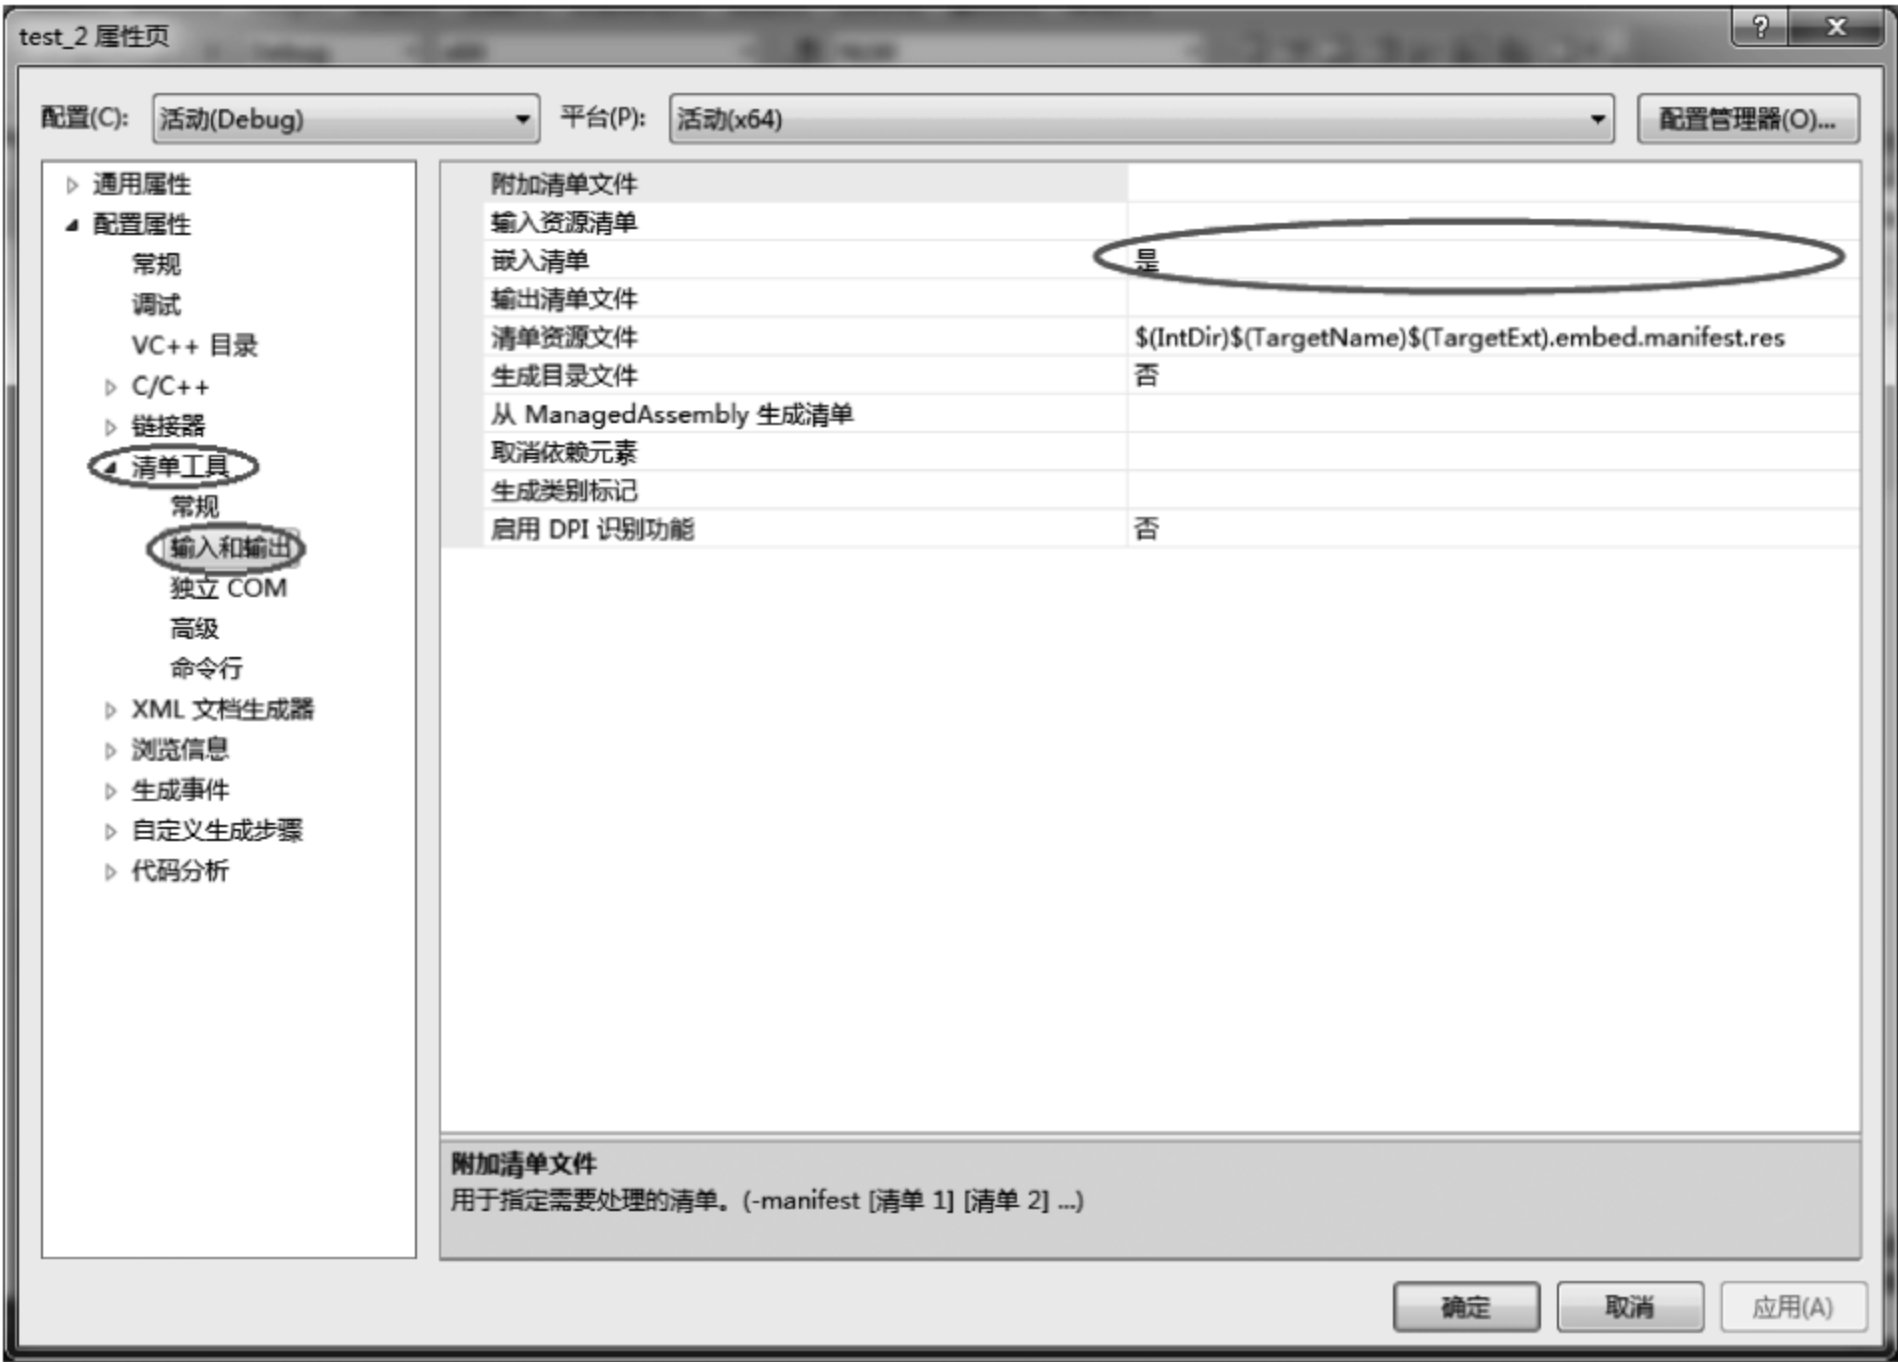 test_2 属性页
配置(C): 活动(Debug) 平台(P): 活动(x64) 配置管理器(O)...
通用属性
配置属性
常规
调试
VC++ 目录
C/C++
链接器
清单工具
常规
输入和输出
独立 COM
高级
命令行
XML 文档生成器
浏览信息
生成事件
自定义生成步骤
代码分析
附加清单文件
输入资源清单
嵌入清单 是
输出清单文件
清单资源文件 $(IntDir)$(TargetName)$(TargetExt).embed.manifest.res
生成目录文件 否
从 ManagedAssembly 生成清单
取消依赖元素
生成类别标记
启用 DPI 识别功能 否
附加清单文件
用于指定需要处理的清单。(-manifest [清单 1] [清单 2] ...)
确定 取消 应用(A)